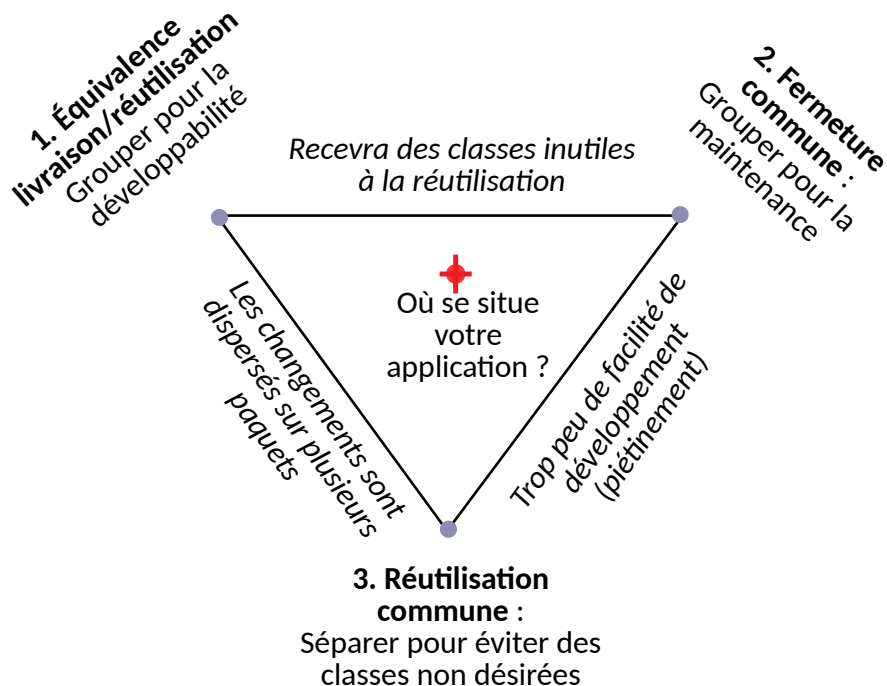 1. Équivalence
livraison/réutilisation
Grouper pour la
développabilité
2. Fermeture
commune :
Grouper pour la
maintenance
Recevra des classes inutiles
à la réutilisation
Où se situe
votre
application ?
Les changements sont
dispersés sur plusieurs
paquets
Trop peu de facilité de
développement
(piétinement)
3. Réutilisation
commune :
Séparer pour éviter des
classes non désirées